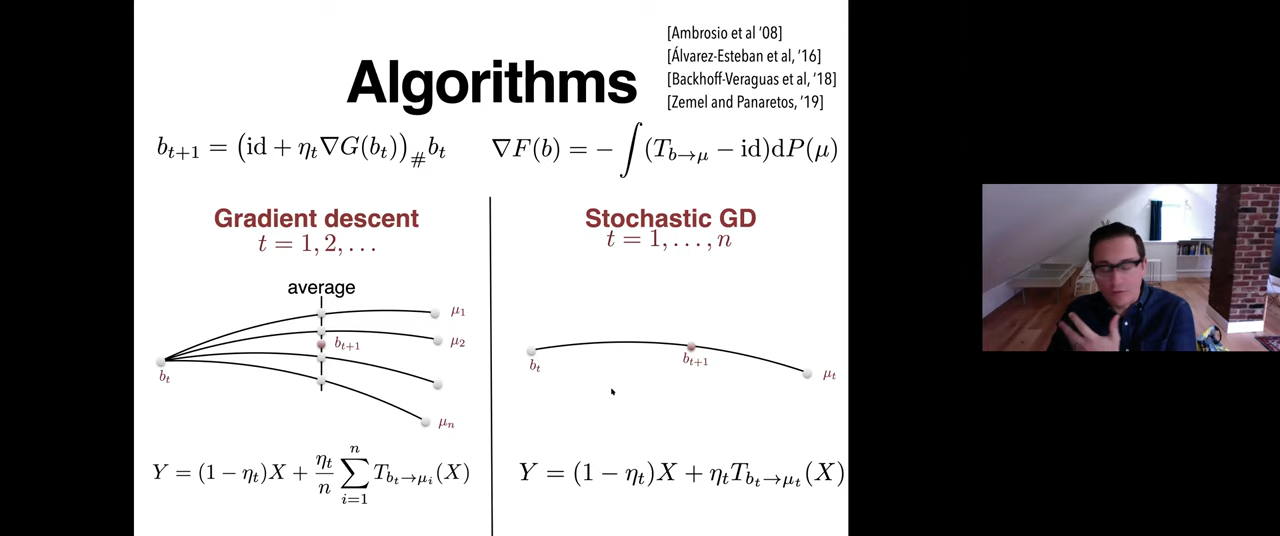 [Ambrosio et al ’08]
[Álvarez-Esteban et al, ’16]
[Backhoff-Veraguas et al, ’18]
[Zemel and Panaretos, ’19]
Algorithms
b_{t+1} = (id + η_t∇G(b_t))_# b_t
∇F(b) = − ∫ (T_{b→μ} − id)dP(μ)
Gradient descent
t = 1, 2, . . .
average
μ_1
μ_2
b_{t+1}
b_t
μ_n
Y = (1 − η_t)X + \frac{η_t}{n} \sum_{i=1}^{n} T_{b_t→μ_i}(X)
Stochastic GD
t = 1, . . . , n
b_t
b_{t+1}
μ_t
Y = (1 − η_t)X + η_t T_{b_t→μ_t}(X)